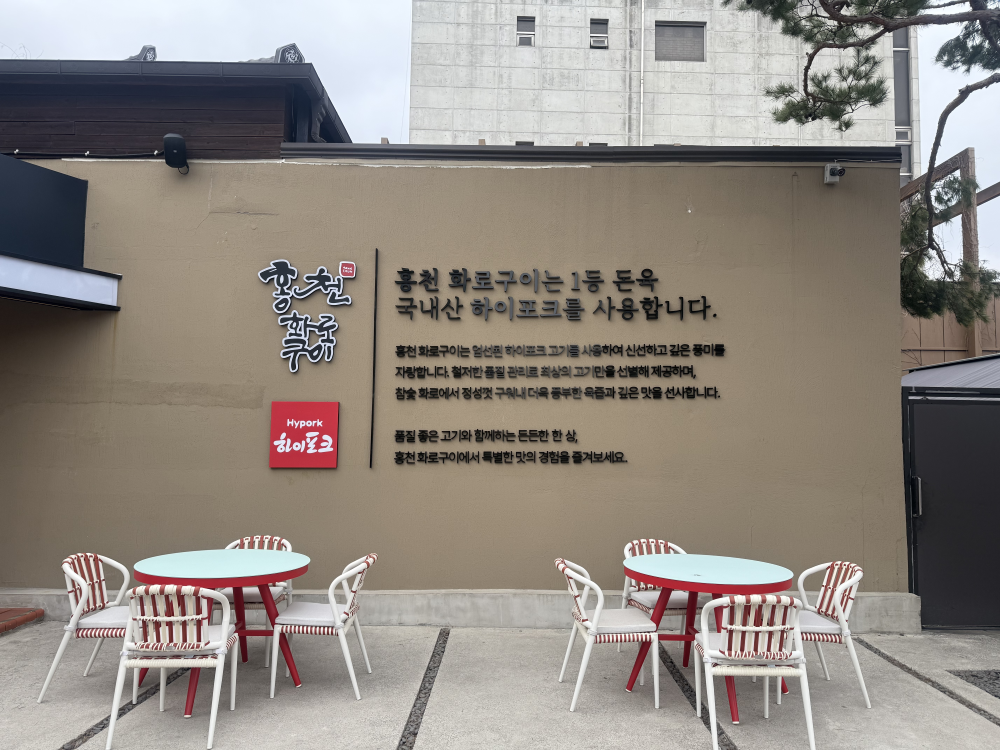 홍천
화로
구이
Hypork
하이포크
홍천 화로구이는 1등 돈육
국내산 하이포크를 사용합니다.
홍천 화로구이는 엄선된 하이포크 고기를 사용하여 신선하고 깊은 풍미를
자랑합니다. 철저한 품질 관리로 최상의 고기만을 선별해 제공하며,
참숯 화로에서 정성껏 구워내 더욱 풍부한 육즙과 깊은 맛을 선사합니다.
품질 좋은 고기와 함께하는 든든한 한 상,
홍천 화로구이에서 특별한 맛의 경험을 즐겨보세요.